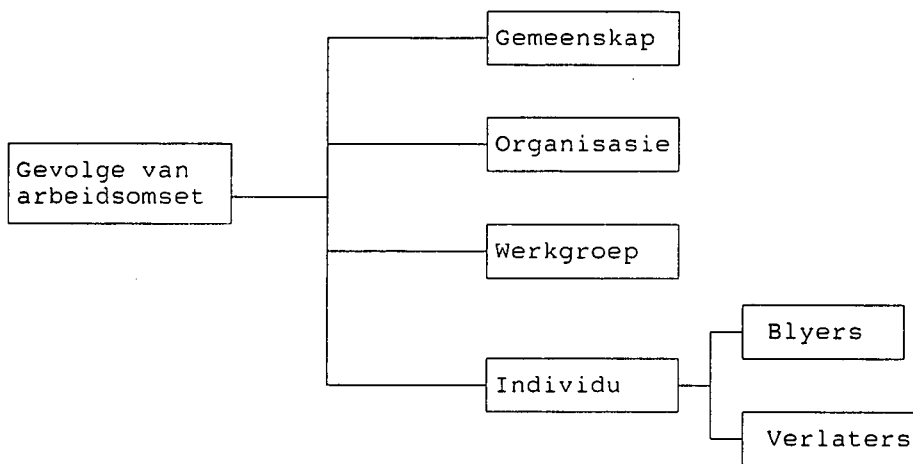 Gemeenskap
Organisasie
Gevolge van
arbeidsomset
Werkgroep
Blyers
Individu
Verlaters